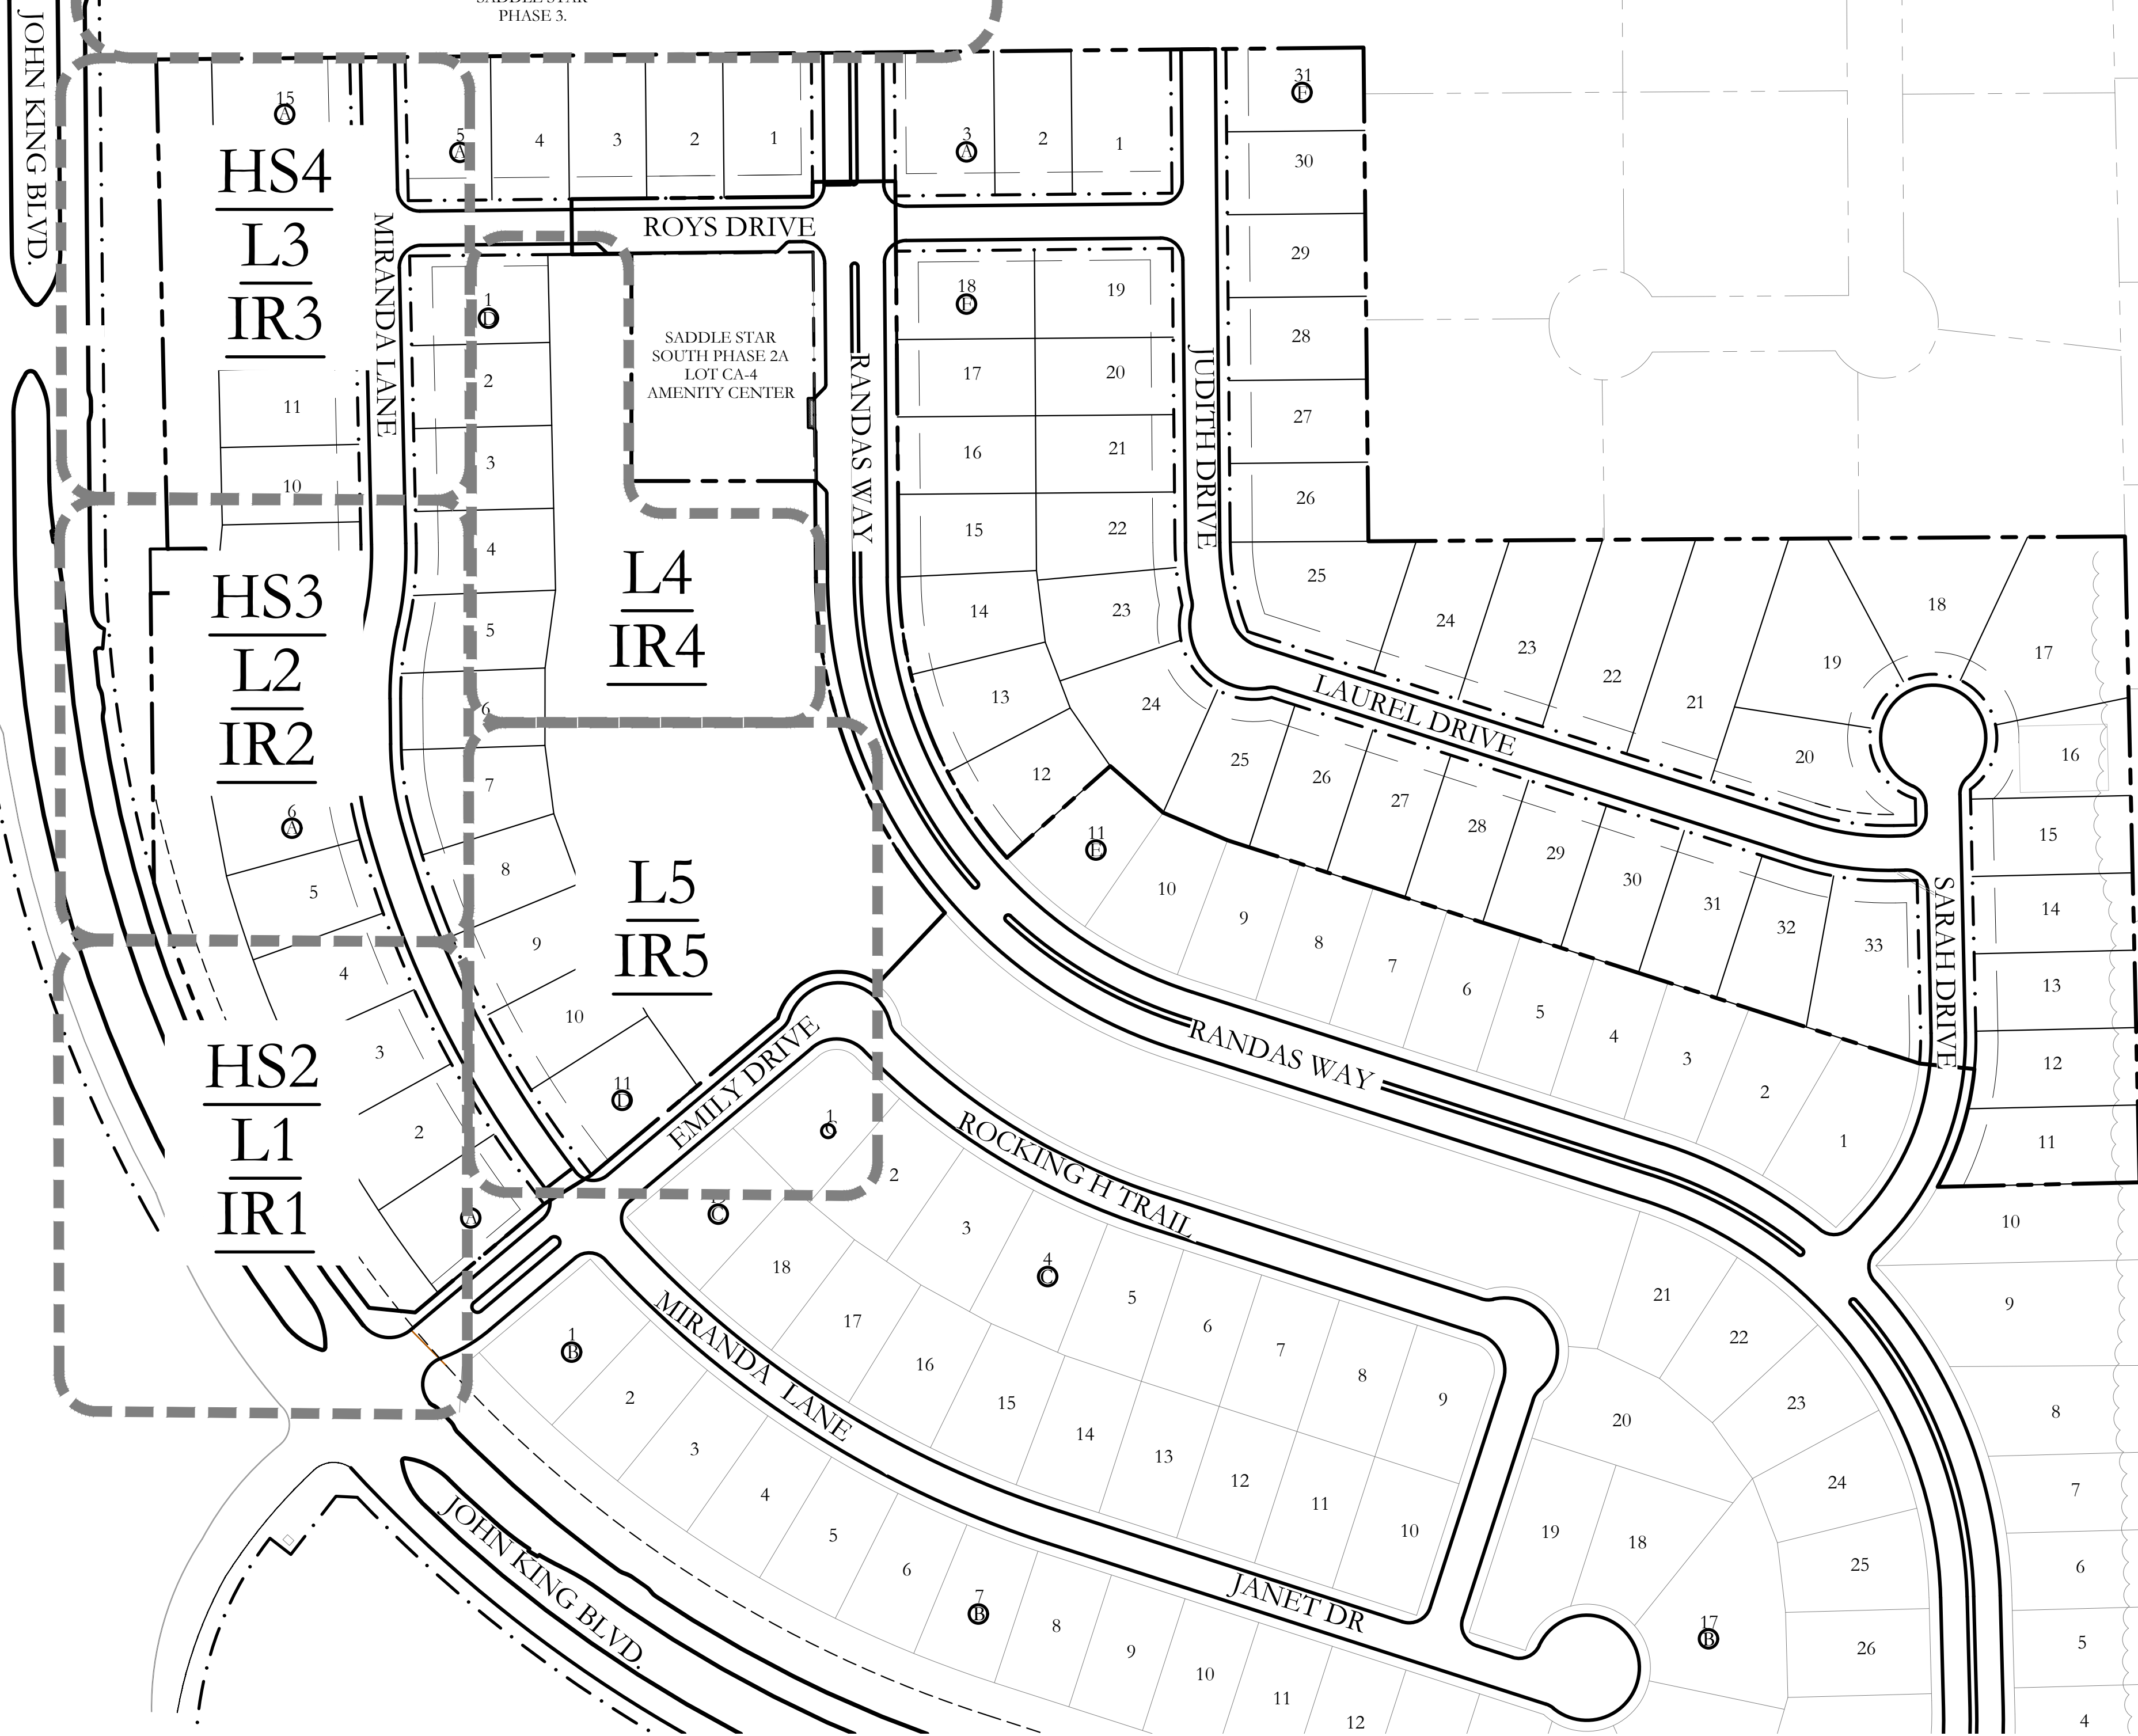 SADDLE STAR
PHASE 3.
JOHN KING BLVD.
15
A
5
A
4
3
2
1
3
A
2
1
31
E
30
29
28
27
26
HS4
L3
IR3
MIRANDA LANE
ROYS DRIVE
1
D
2
3
4
5
6
7
8
9
10
11
D
SADDLE STAR
SOUTH PHASE 2A
LOT CA-4
AMENITY CENTER
RANDAS WAY
18
E
19
17
20
16
21
15
22
14
23
13
24
12
JUDITH DRIVE
11
10
HS3
L2
IR2
L4
IR4
25
24
23
22
21
20
19
18
17
16
15
14
13
12
11
LAUREL DRIVE
25
26
27
28
29
30
31
32
33
SARAH DRIVE
6
A
5
4
3
2
A
L5
IR5
11
E
10
9
8
7
6
5
4
3
2
1
RANDAS WAY
HS2
L1
IR1
EMILY DRIVE
ROCKING H TRAIL
1
C
2
3
4
C
5
6
7
8
9
C
18
17
16
15
14
13
12
11
10
MIRANDA LANE
1
B
2
3
4
5
6
7
B
8
9
10
11
12
JANET DR
JOHN KING BLVD.
21
22
23
20
24
19
18
25
17
B
26
10
9
8
7
6
5
4